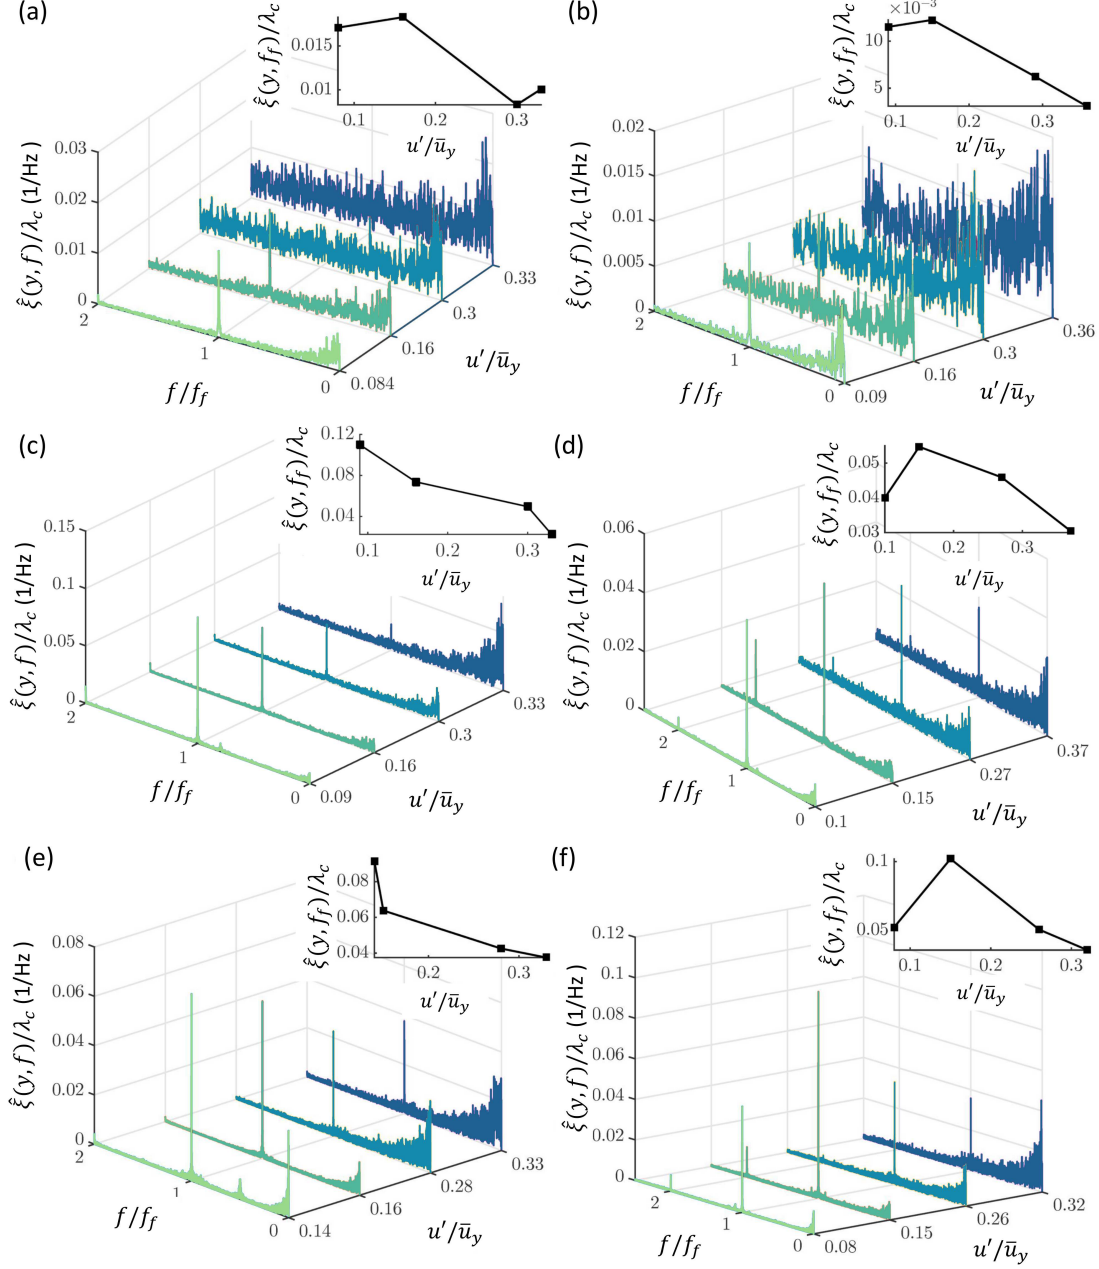 (a)
ξ̂(y, f_f)/λ_c
0.015
0.01
0.1
0.2
0.3
u′/ū_y
ξ̂(y, f)/λ_c (1/Hz )
0.03
0.02
0.01
0
2
1
0
f/f_f
0.084
0.16
0.3
0.33
u′/ū_y
(b)
×10⁻³
ξ̂(y, f_f)/λ_c
10
5
0.1
0.2
0.3
u′/ū_y
ξ̂(y, f)/λ_c (1/Hz)
0.02
0.015
0.01
0.005
0
2
1
0
f/f_f
0.09
0.16
0.3
0.36
u′/ū_y
(c)
ξ̂(y, f_f)/λ_c
0.12
0.08
0.04
0.1
0.2
0.3
u′/ū_y
ξ̂(y, f)/λ_c (1/Hz )
0.15
0.1
0.05
0
2
1
0
f/f_f
0.09
0.16
0.3
0.33
u′/ū_y
(d)
ξ̂(y, f_f)/λ_c
0.05
0.04
0.03
0.1
0.2
0.3
u′/ū_y
ξ̂(y, f)/λ_c (1/Hz )
0.06
0.04
0.02
0
2
1
0
f/f_f
0.1
0.15
0.27
0.37
u′/ū_y
(e)
ξ̂(y, f_f)/λ_c
0.08
0.06
0.04
0.2
0.3
u′/ū_y
ξ̂(y, f)/λ_c (1/Hz )
0.08
0.06
0.04
0.02
0
2
1
0
f/f_f
0.14
0.16
0.28
0.33
u′/ū_y
(f)
ξ̂(y, f_f)/λ_c
0.1
0.05
0.1
0.2
0.3
u′/ū_y
ξ̂(y, f)/λ_c (1/Hz)
0.12
0.1
0.08
0.06
0.04
0.02
0
2
1
0
f/f_f
0.08
0.15
0.26
0.32
u′/ū_y